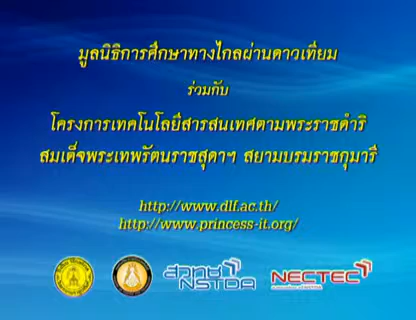 มูลนิธิการศึกษาทางไกลผ่านดาวเทียม
ร่วมกับ
โครงการเทคโนโลยีสารสนเทศตามพระราชดำริ
สมเด็จพระเทพรัตนราชสุดาฯ สยามบรมราชกุมารี
http://www.dlf.ac.th/
http://www.princess-it.org/
สวทช
NSTDA
NECTEC